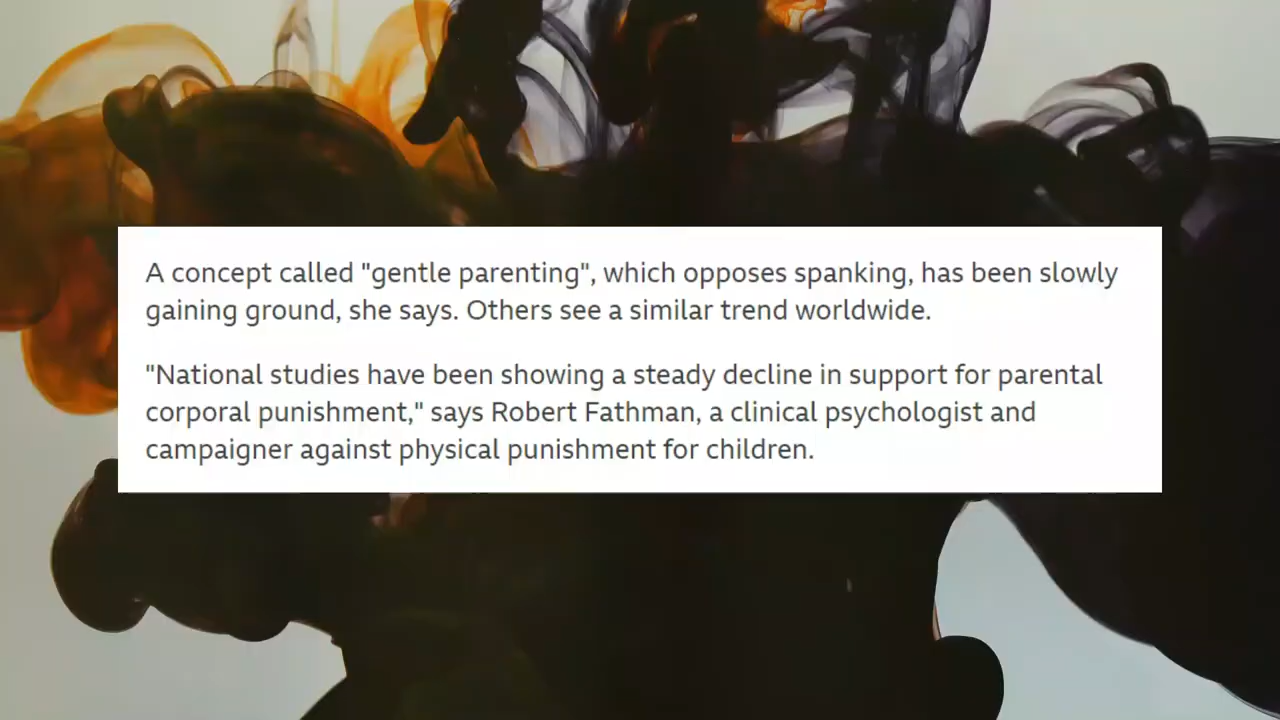 A concept called "gentle parenting", which opposes spanking, has been slowly
gaining ground, she says. Others see a similar trend worldwide.
"National studies have been showing a steady decline in support for parental
corporal punishment," says Robert Fathman, a clinical psychologist and
campaigner against physical punishment for children.